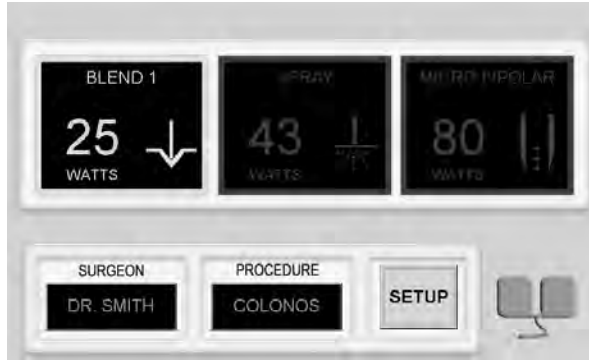 BLEND 1
25
WATTS
SPRAY
43
WATTS
MICRO BIPOLAR
80
WATTS
SURGEON
DR. SMITH
PROCEDURE
COLONOS
SETUP